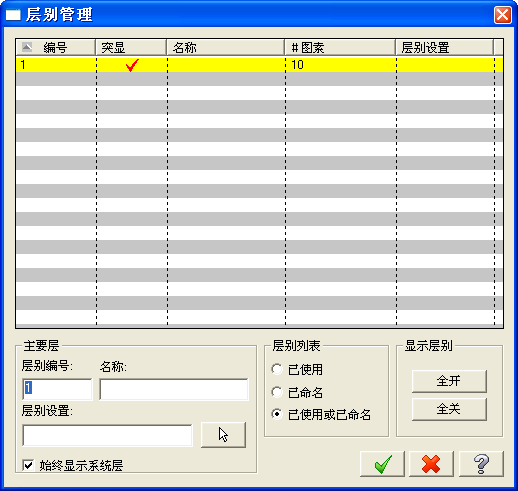 层别管理
编号 突显 名称 # 图素 层别设置
1 10
主要层
层别编号: 名称:
1
层别设置:
始终显示系统层
层别列表
已使用
已命名
已使用或已命名
显示层别
全开
全关